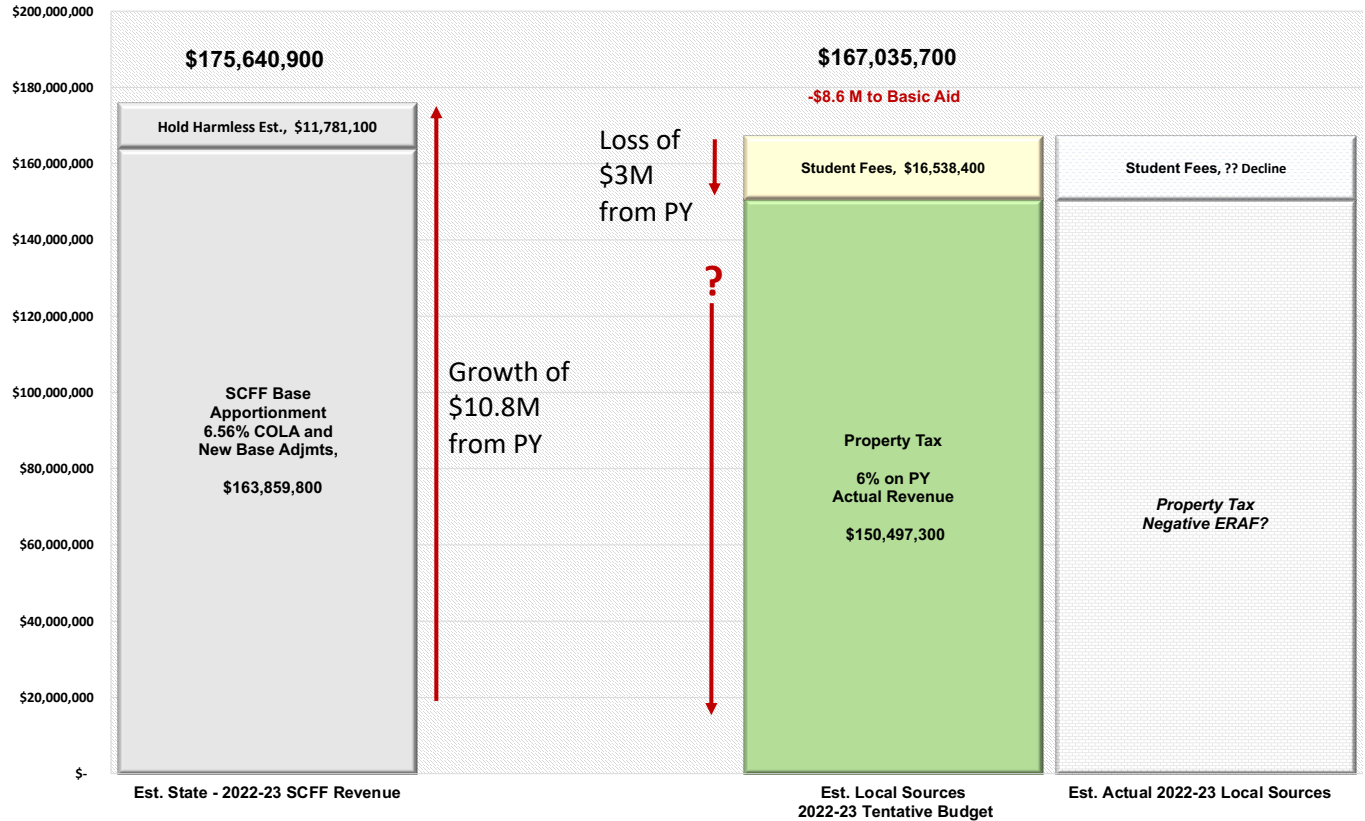 $200,000,000
$180,000,000
$160,000,000
$140,000,000
$120,000,000
$100,000,000
$80,000,000
$60,000,000
$40,000,000
$20,000,000
$-
$175,640,900
Hold Harmless Est., $11,781,100
SCFF Base
Apportionment
6.56% COLA and
New Base Adjmts,
$163,859,800
Growth of
$10.8M
from PY
Loss of
$3M
from PY
?
$167,035,700
-$8.6 M to Basic Aid
Student Fees, $16,538,400
Property Tax
6% on PY
Actual Revenue
$150,497,300
Student Fees, ?? Decline
Property Tax
Negative ERAF?
Est. State - 2022-23 SCFF Revenue
Est. Local Sources
2022-23 Tentative Budget
Est. Actual 2022-23 Local Sources